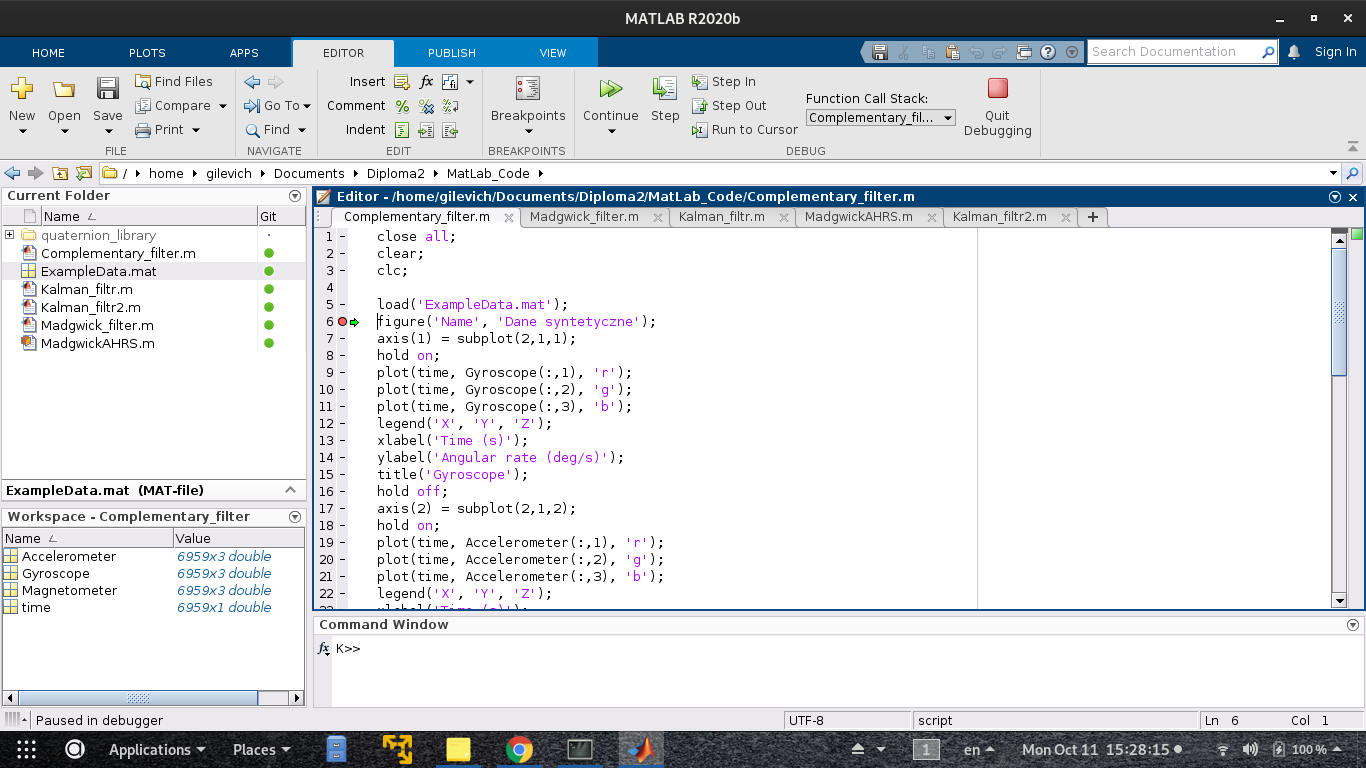 MATLAB R2020b
HOME PLOTS APPS EDITOR PUBLISH VIEW Search Documentation Sign In
New Open Save Find Files Compare Print
FILE
Go To Find
NAVIGATE
Insert fx
Comment % % %
Indent
EDIT
Breakpoints
BREAKPOINTS
Continue Step Step In Step Out Run to Cursor
Function Call Stack:
Complementary_fil...
Quit Debugging
DEBUG
/ home gilevich Documents Diploma2 MatLab_Code
Current Folder
Name Git
quaternion_library
Complementary_filter.m
ExampleData.mat
Kalman_filtr.m
Kalman_filtr2.m
Madgwick_filter.m
MadgwickAHRS.m
ExampleData.mat (MAT-file)
Workspace - Complementary_filter
Name Value
Accelerometer 6959x3 double
Gyroscope 6959x3 double
Magnetometer 6959x3 double
time 6959x1 double
Editor - /home/gilevich/Documents/Diploma2/MatLab_Code/Complementary_filter.m
Complementary_filter.m Madgwick_filter.m Kalman_filtr.m MadgwickAHRS.m Kalman_filtr2.m +
1 - close all;
2 - clear;
3 - clc;
4
5 - load('ExampleData.mat');
6 figure('Name', 'Dane syntetyczne');
7 - axis(1) = subplot(2,1,1);
8 - hold on;
9 - plot(time, Gyroscope(:,1), 'r');
10 - plot(time, Gyroscope(:,2), 'g');
11 - plot(time, Gyroscope(:,3), 'b');
12 - legend('X', 'Y', 'Z');
13 - xlabel('Time (s)');
14 - ylabel('Angular rate (deg/s)');
15 - title('Gyroscope');
16 - hold off;
17 - axis(2) = subplot(2,1,2);
18 - hold on;
19 - plot(time, Accelerometer(:,1), 'r');
20 - plot(time, Accelerometer(:,2), 'g');
21 - plot(time, Accelerometer(:,3), 'b');
22 - legend('X', 'Y', 'Z');
23 - xlabel('Time (s)');
Command Window
fx K>>
Paused in debugger UTF-8 script Ln 6 Col 1
Applications Places 1 en Mon Oct 11 15:28:15 100 %